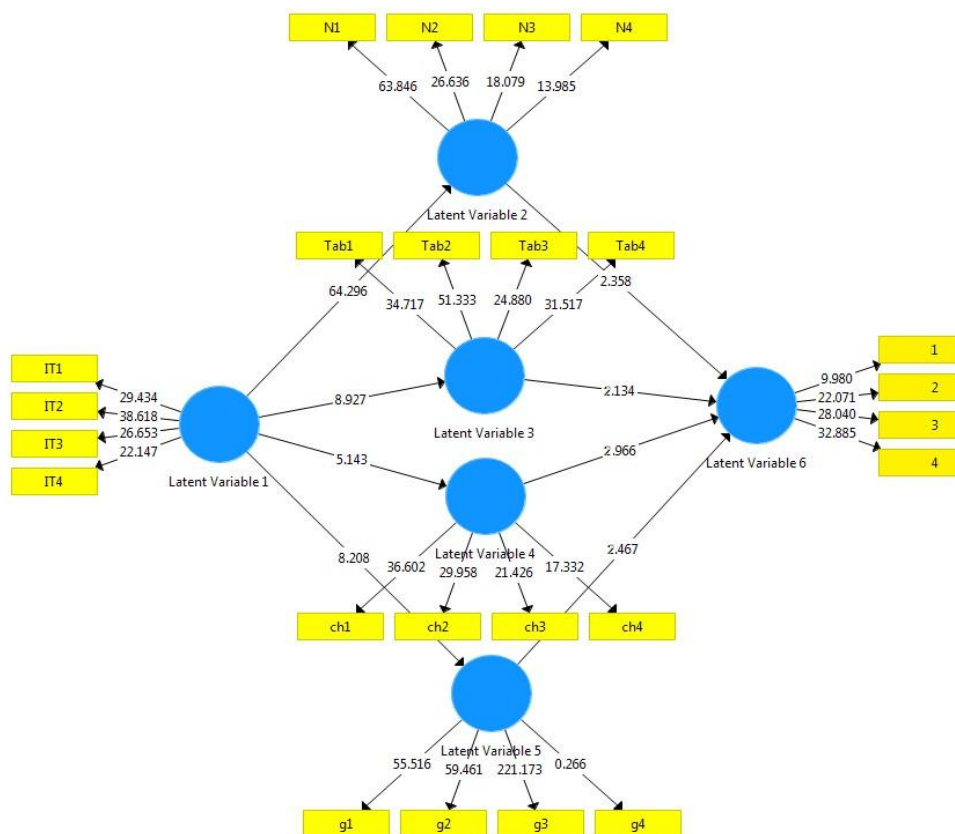 N1 N2 N3 N4
63.846 26.636 18.079 13.985
Latent Variable 2
Tab1 Tab2 Tab3 Tab4
64.296 34.717 51.333 24.880 31.517 2.358
Latent Variable 3
IT1
IT2
IT3
IT4
29.434
38.618
26.653
22.147
Latent Variable 1
8.927
5.143
8.208
2.134
2.966
2.467
1
2
3
4
9.980
22.071
28.040
32.885
Latent Variable 6
Latent Variable 4
36.602 29.958 21.426 17.332
ch1 ch2 ch3 ch4
Latent Variable 5
55.516 59.461 221.173 0.266
g1 g2 g3 g4